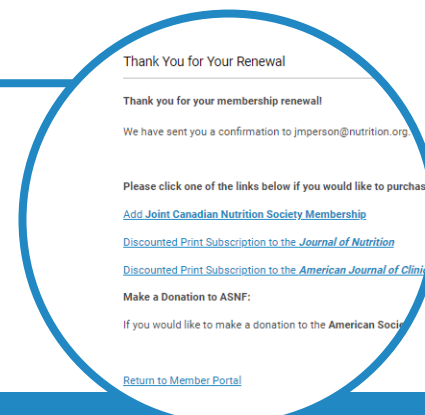 Thank You for Your Renewal
Thank you for your membership renewal!
We have sent you a confirmation to jmperson@nutrition.org.
Please click one of the links below if you would like to
Add Joint Canadian Nutrition Society Membership
Discounted Print Subscription to the Journal of Nutrition
Discounted Print Subscription to the American Journal of
Make a Donation to ASNF:
If you would like to make a donation to the American
Return to Member Portal